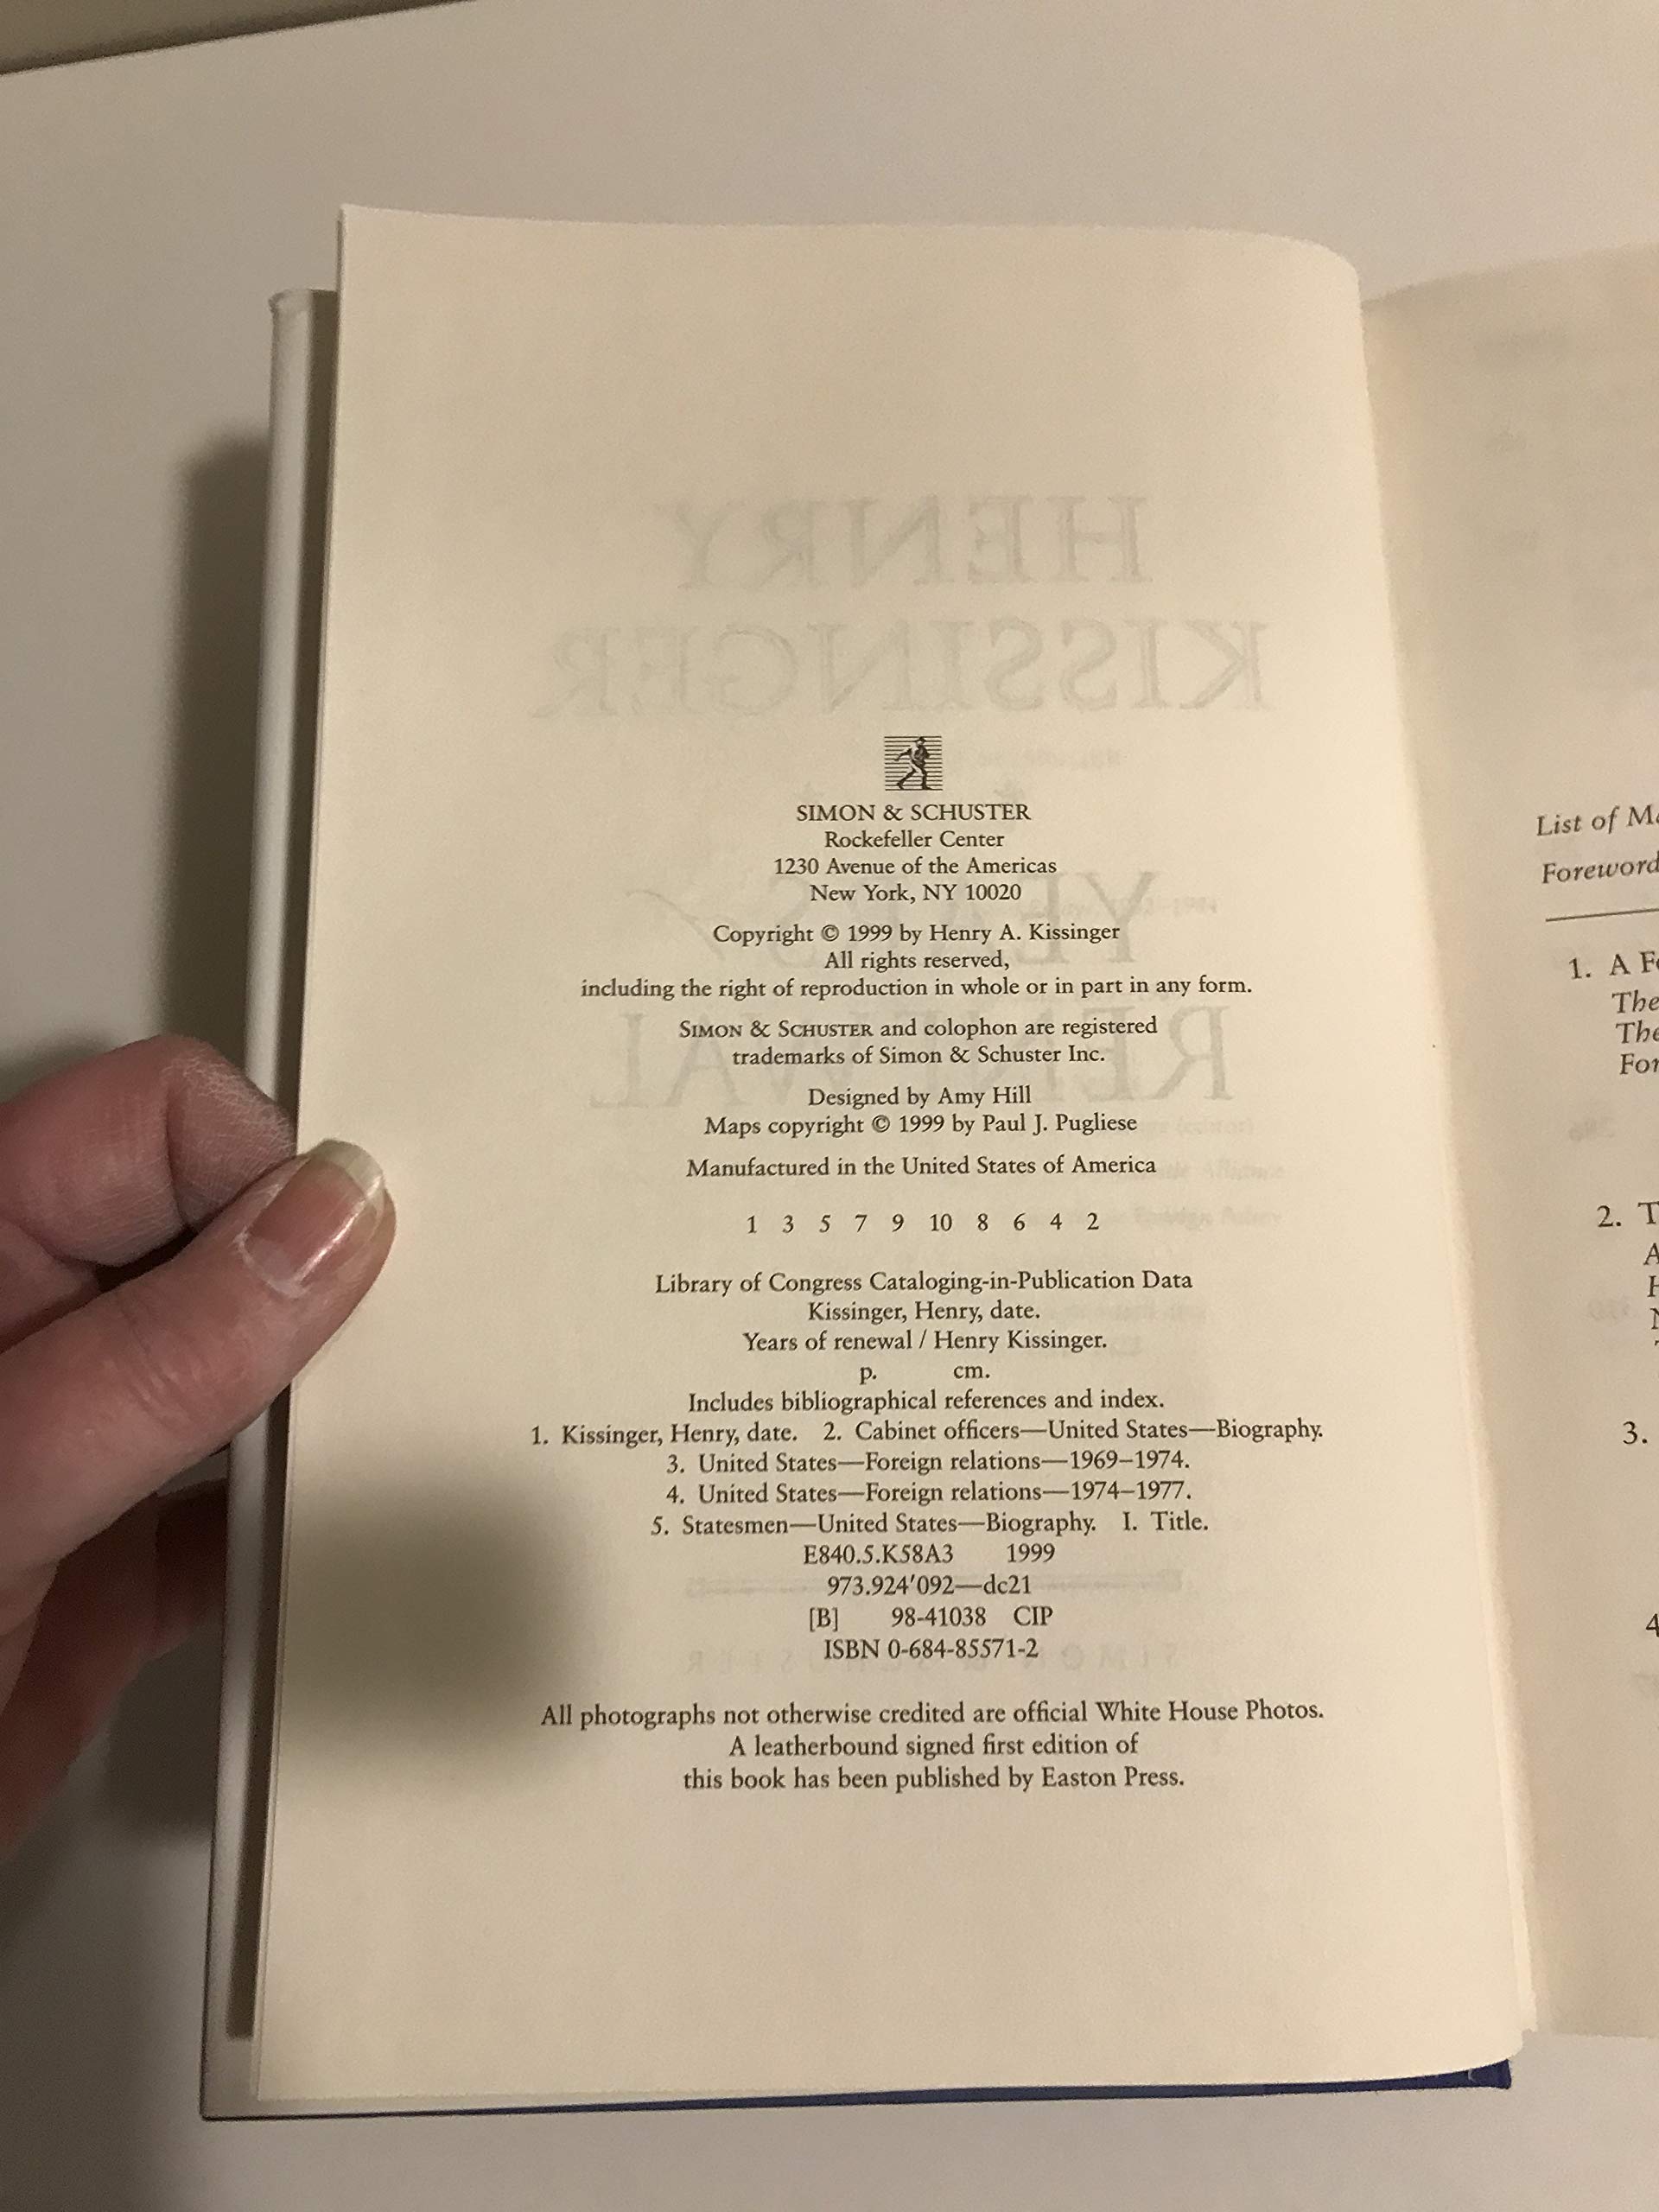 HENRY
KISSINGER
YEARS of
RENEWAL
SIMON & SCHUSTER
Rockefeller Center
1230 Avenue of the Americas
New York, NY 10020
Copyright © 1999 by Henry A. Kissinger
All rights reserved,
including the right of reproduction in whole or in part in any form.
SIMON & SCHUSTER and colophon are registered
trademarks of Simon & Schuster Inc.
Designed by Amy Hill
Maps copyright © 1999 by Paul J. Pugliese
Manufactured in the United States of America
1 3 5 7 9 10 8 6 4 2
Library of Congress Cataloging-in-Publication Data
Kissinger, Henry, date.
Years of renewal / Henry Kissinger.
p. cm.
Includes bibliographical references and index.
1. Kissinger, Henry, date. 2. Cabinet officers—United States—Biography.
3. United States—Foreign relations—1969–1974.
4. United States—Foreign relations—1974–1977.
5. Statesmen—United States—Biography. I. Title.
E840.5.K58A3 1999
973.924′092—dc21
[B] 98-41038 CIP
ISBN 0-684-85571-2
All photographs not otherwise credited are official White House Photos.
A leatherbound signed first edition of
this book has been published by Easton Press.
List of
Foreword
1. A
The
The
For
2.
3.
4